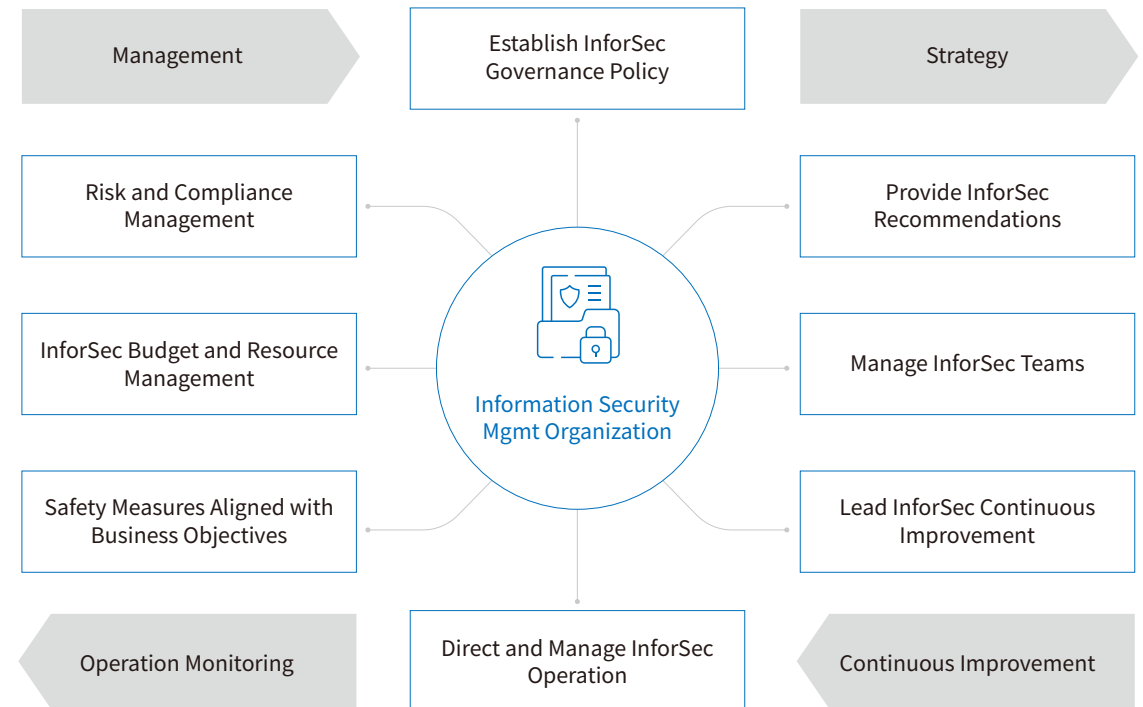 Management
Establish InforSec
Governance Policy
Strategy
Risk and Compliance
Management
Provide InforSec
Recommendations
InforSec Budget and Resource
Management
Information Security
Mgmt Organization
Manage InforSec Teams
Safety Measures Aligned with
Business Objectives
Lead InforSec Continuous
Improvement
Operation Monitoring
Direct and Manage InforSec
Operation
Continuous Improvement